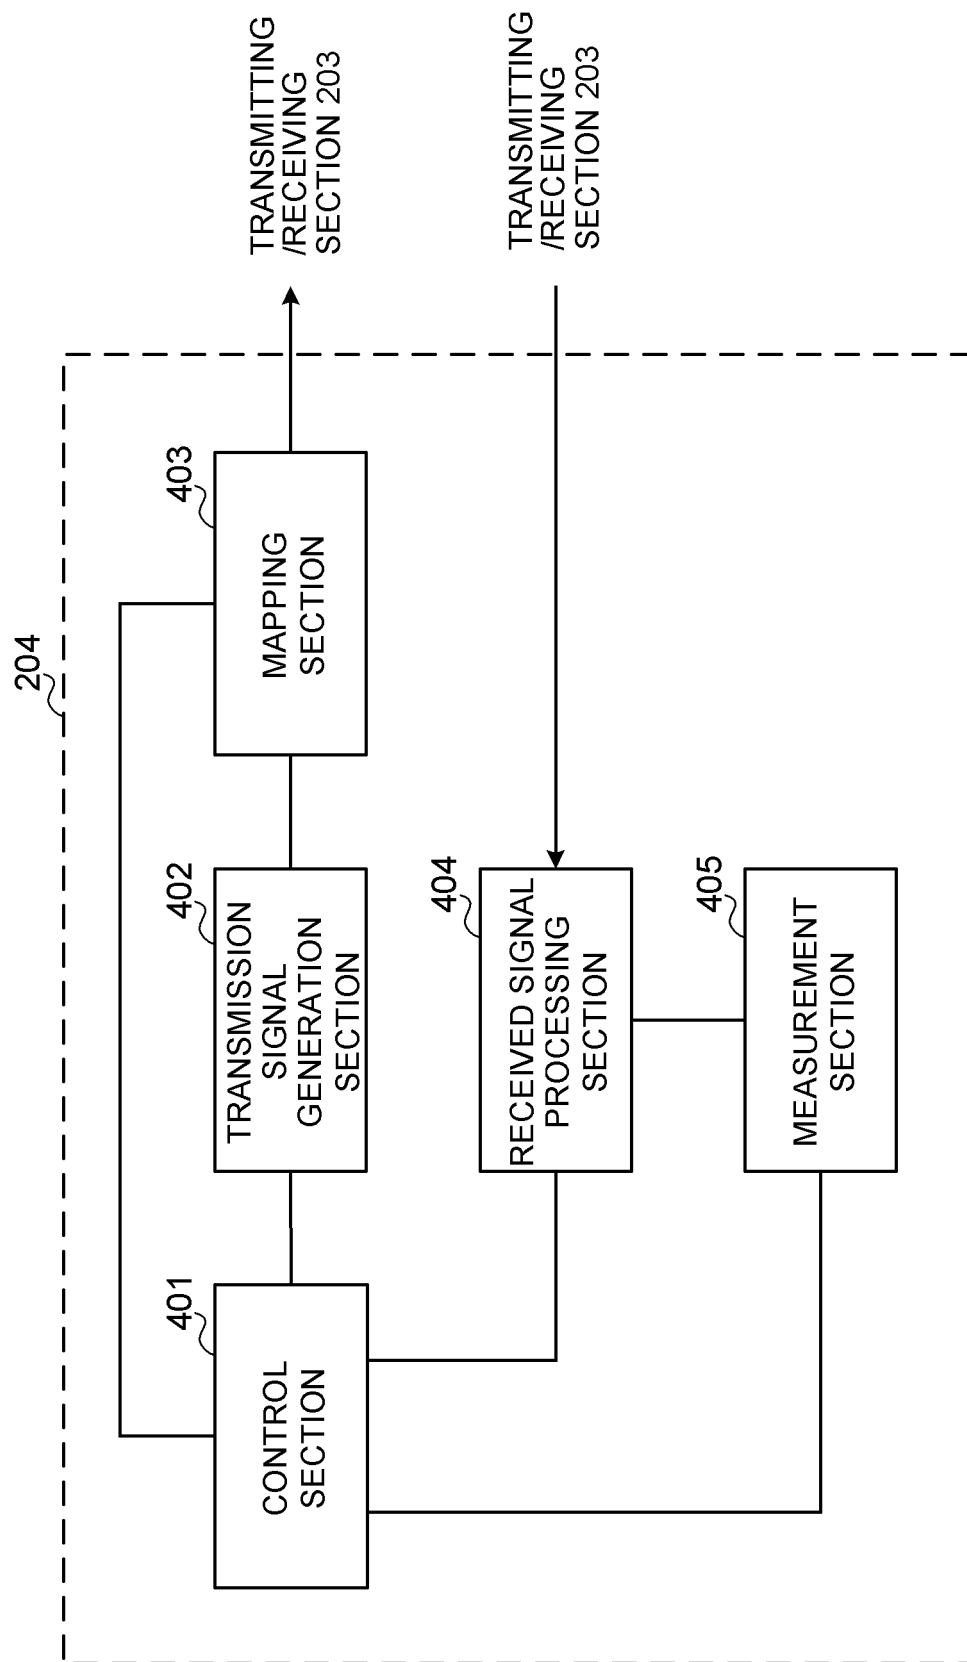 204
401
CONTROL
SECTION
402
TRANSMISSION
SIGNAL
GENERATION
SECTION
403
MAPPING
SECTION
TRANSMITTING
/RECEIVING
SECTION 203
404
RECEIVED SIGNAL
PROCESSING
SECTION
TRANSMITTING
/RECEIVING
SECTION 203
405
MEASUREMENT
SECTION